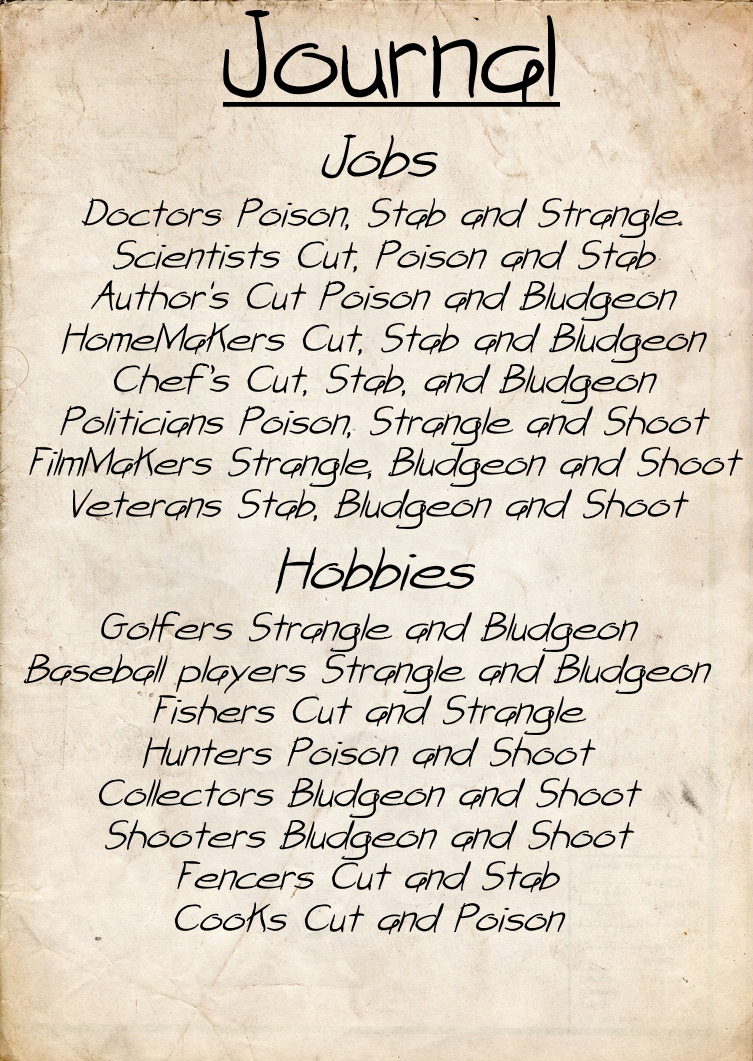 Journal
Jobs
Doctors Poison, Stab and Strangle.
Scientists Cut, Poison and Stab
Author's Cut Poison and Bludgeon
HomeMaKers Cut, Stab and Bludgeon
Chef's Cut, Stab, and Bludgeon
Politicians Poison, Strangle and Shoot
FilmMaKers Strangle, Bludgeon and Shoot
Veterans Stab, Bludgeon and Shoot
Hobbies
Golfers Strangle and Bludgeon
Baseball players Strangle and Bludgeon
Fishers Cut and Strangle
Hunters Poison and Shoot
Collectors Bludgeon and Shoot
Shooters Bludgeon and Shoot
Fencers Cut and Stab
CooKs Cut and Poison